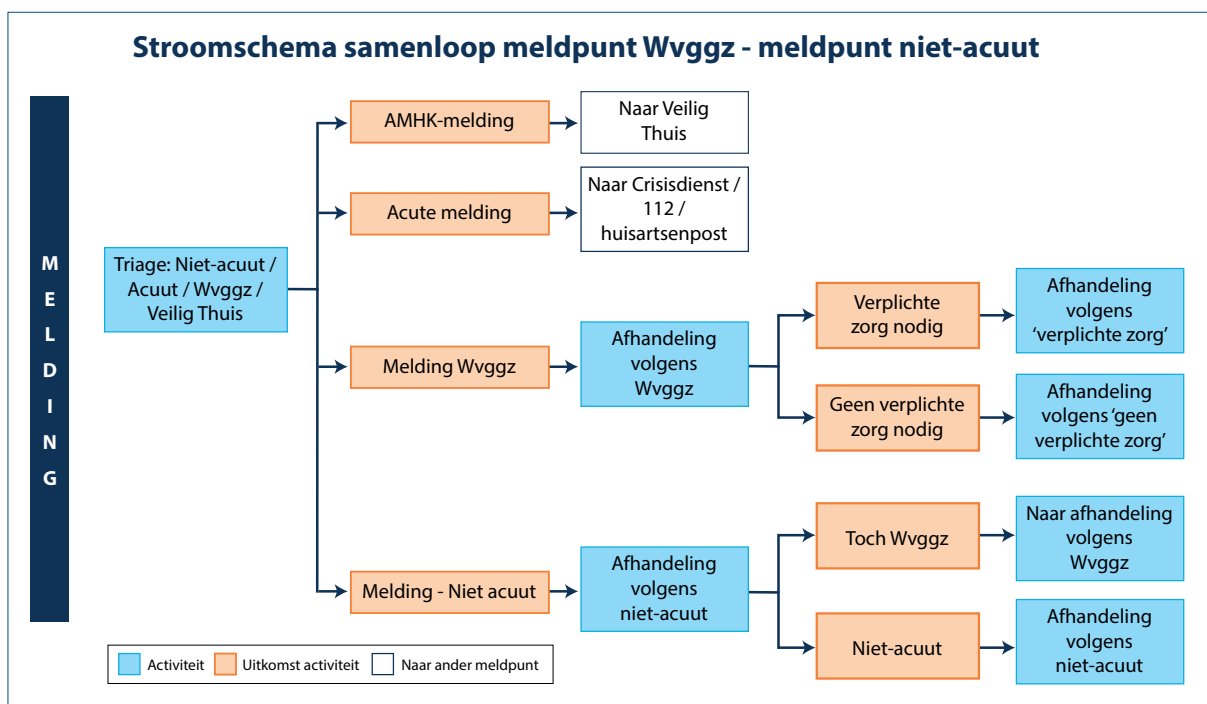 Stroomschema samenloop meldpunt Wvggz - meldpunt niet-acuut
MELDING
Triage: Niet-acuut /
Acuut / Wvggz /
Veilig Thuis
AMHK-melding
Naar Veilig
Thuis
Acute melding
Naar Crisisdienst /
112 /
huisartsenpost
Melding Wvggz
Afhandeling
volgens
Wvggz
Verplichte
zorg nodig
Afhandeling
volgens
‘verplichte zorg’
Geen verplichte
zorg nodig
Afhandeling
volgens ‘geen
verplichte zorg’
Melding - Niet acuut
Afhandeling
volgens
niet-acuut
Toch Wvggz
Naar afhandeling
volgens
Wvggz
Niet-acuut
Afhandeling
volgens
niet-acuut
Activiteit
Uitkomst activiteit
Naar ander meldpunt